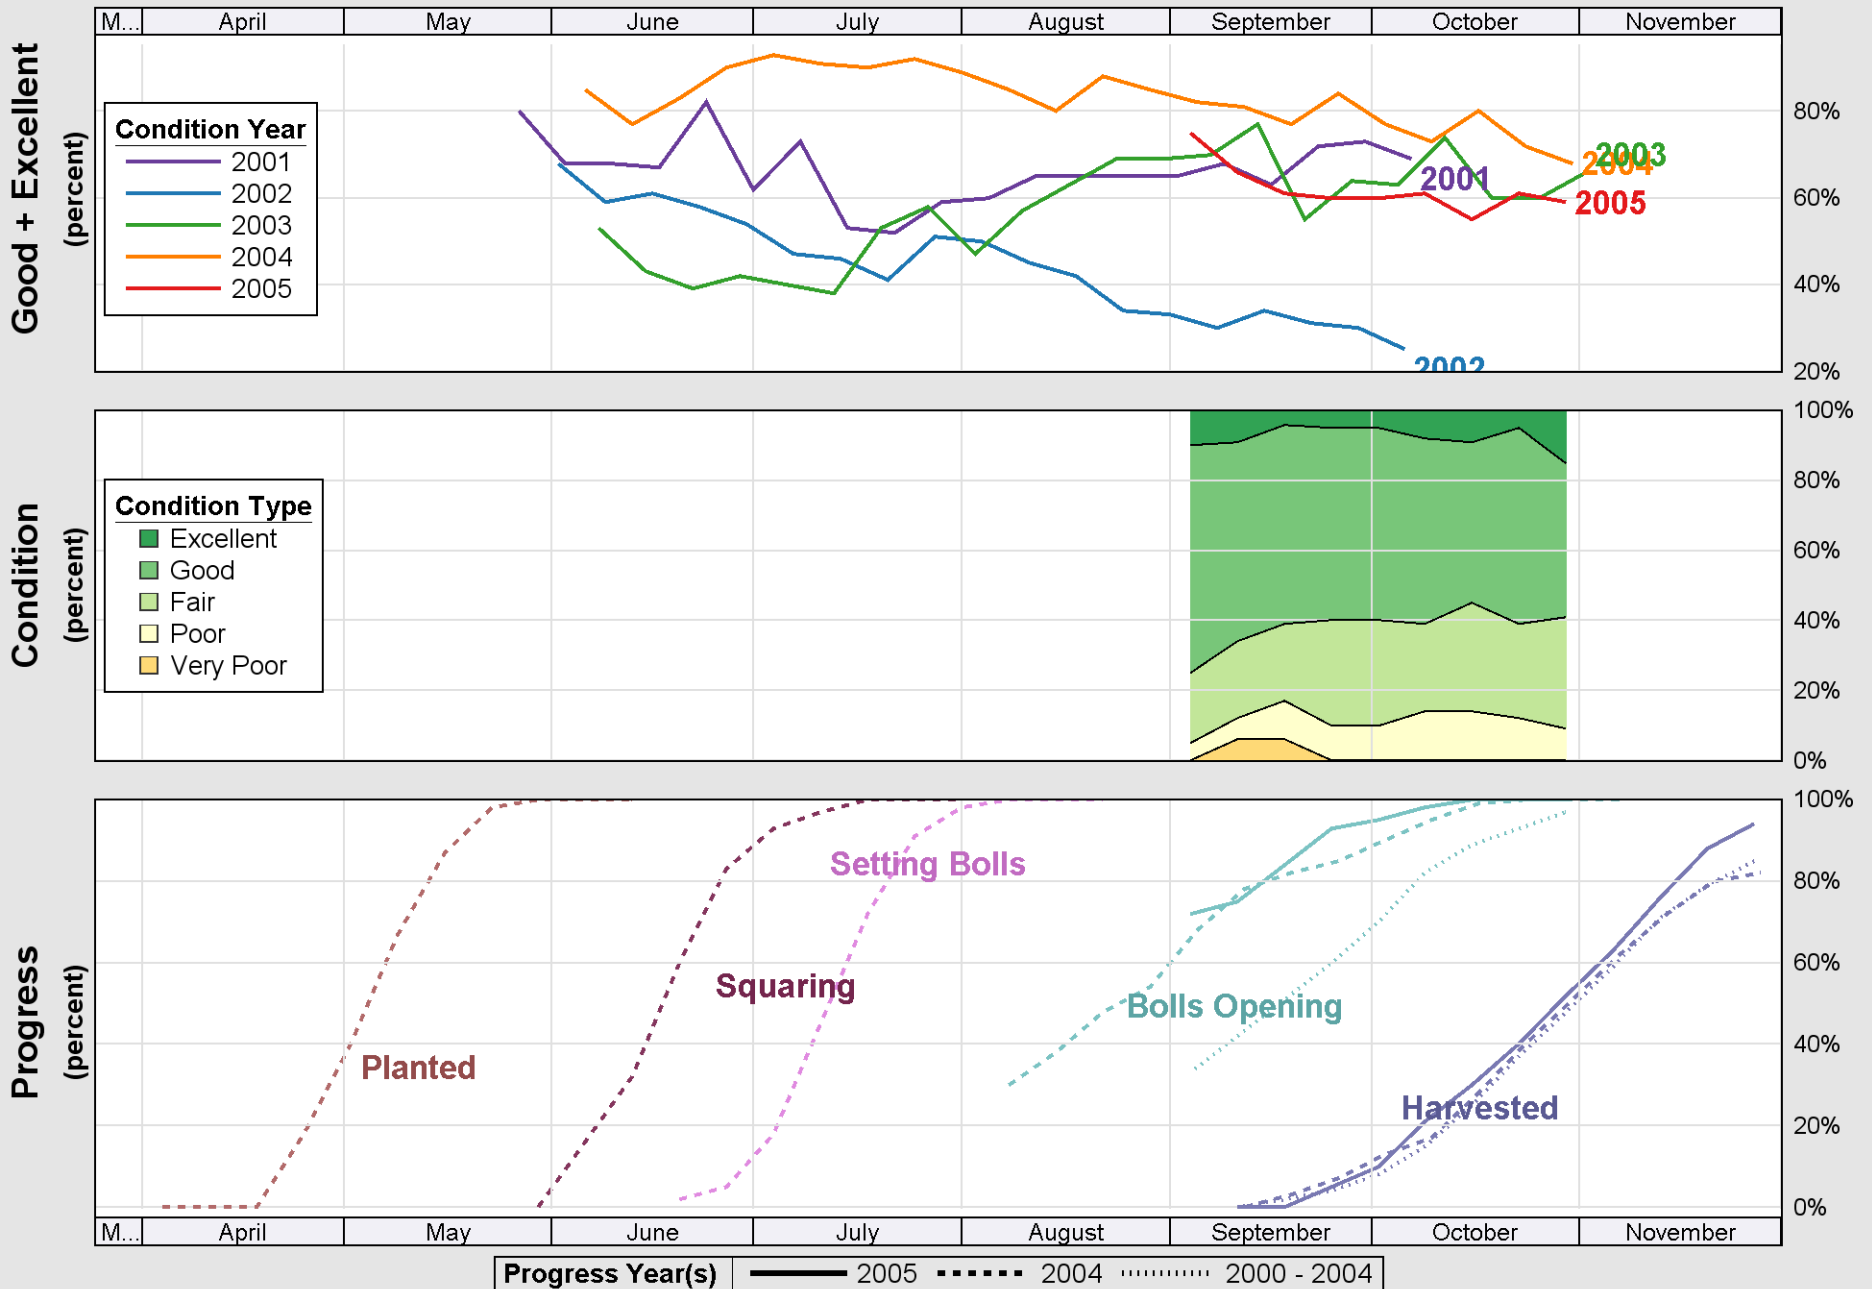 M... April May June July August September October November
Good + Excellent
(percent)
Condition Year
2001
2002
2003
2004
2005
80%
60%
40%
20%
2003
2004
2001
2005
2002
Condition
(percent)
Condition Type
Excellent
Good
Fair
Poor
Very Poor
100%
80%
60%
40%
20%
0%
Progress
(percent)
100%
80%
60%
40%
20%
0%
Setting Bolls
Squaring
Bolls Opening
Planted
Harvested
M... April May June July August September October November
Progress Year(s) 2005 2004 2000 - 2004